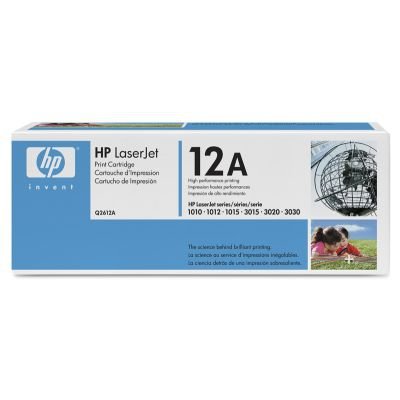 hp
invent
HP LaserJet
Print Cartridge
Cartouche d'Impression
Cartucho de Impresión
Q2612A
12A
High performance printing
Impression hautes performances
Impresión de alto rendimiento
HP LaserJet series/séries/serie
1010 • 1012 • 1015 • 3015 • 3020 • 3030
The science behind brilliant printing.
La science au service d'impressions inégalables.
La ciencia detrás de una impresión sobresaliente.